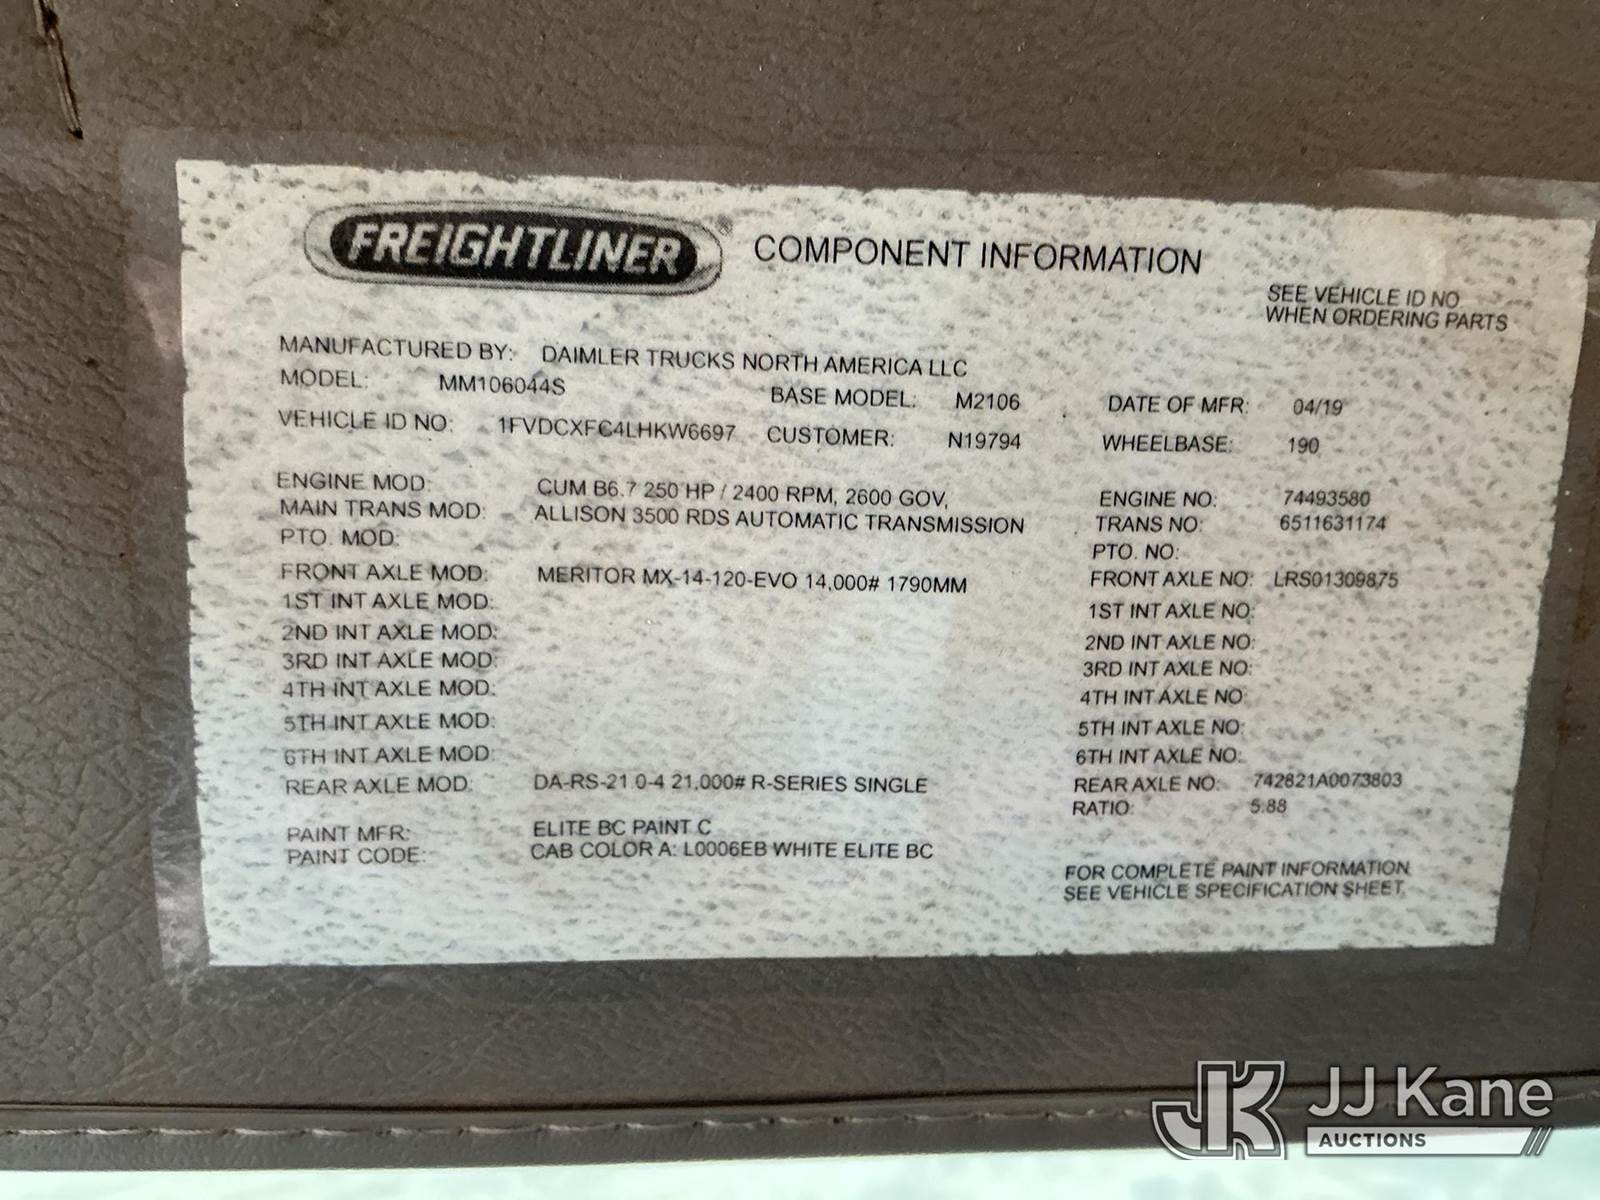 FREIGHTLINER ® COMPONENT INFORMATION
SEE VEHICLE ID NO
WHEN ORDERING PARTS
MANUFACTURED BY: DAIMLER TRUCKS NORTH AMERICA LLC
MODEL: MM106044S BASE MODEL: M2106 DATE OF MFR: 04/19
VEHICLE ID NO: 1FVDCXFC4LHKW6697 CUSTOMER: N19794 WHEELBASE: 190
ENGINE MOD: CUM B6.7 250 HP / 2400 RPM, 2600 GOV, ENGINE NO: 74493580
MAIN TRANS MOD: ALLISON 3500 RDS AUTOMATIC TRANSMISSION TRANS NO: 6511631174
PTO. MOD: PTO. NO:
FRONT AXLE MOD: MERITOR MX-14-120-EVO 14,000# 1790MM FRONT AXLE NO: LRS01309875
1ST INT AXLE MOD: 1ST INT AXLE NO:
2ND INT AXLE MOD: 2ND INT AXLE NO:
3RD INT AXLE MOD: 3RD INT AXLE NO:
4TH INT AXLE MOD: 4TH INT AXLE NO:
5TH INT AXLE MOD: 5TH INT AXLE NO:
6TH INT AXLE MOD: 6TH INT AXLE NO:
REAR AXLE MOD: DA-RS-21.0-4 21,000# R-SERIES SINGLE REAR AXLE NO: 742821A0073803
RATIO: 5.88
PAINT MFR: ELITE BC PAINT C
PAINT CODE: CAB COLOR A: L0006EB WHITE ELITE BC
FOR COMPLETE PAINT INFORMATION
SEE VEHICLE SPECIFICATION SHEET.
JK JJ Kane
AUCTIONS